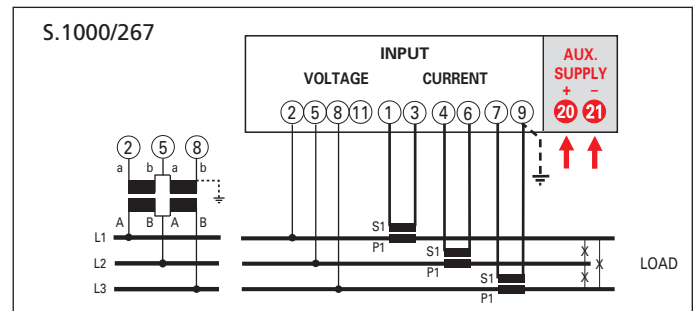 S.1000/267
INPUT
AUX.
SUPPLY
VOLTAGE CURRENT
+ −
2 5 8 11 1 3 4 6 7 9 20 21
2 5 8
a b a b
A B A B
S1
L1
P1
S1
L2
X X
LOAD
P1
X
S1
L3
P1